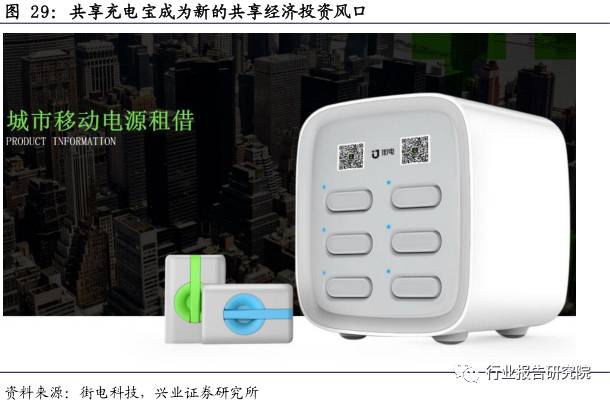 图 29：共享充电宝成为新的共享经济投资风口
城市移动电源租借
PRODUCT INFORMATION
街电
行业报告研究院
资料来源：街电科技，兴业证券研究所